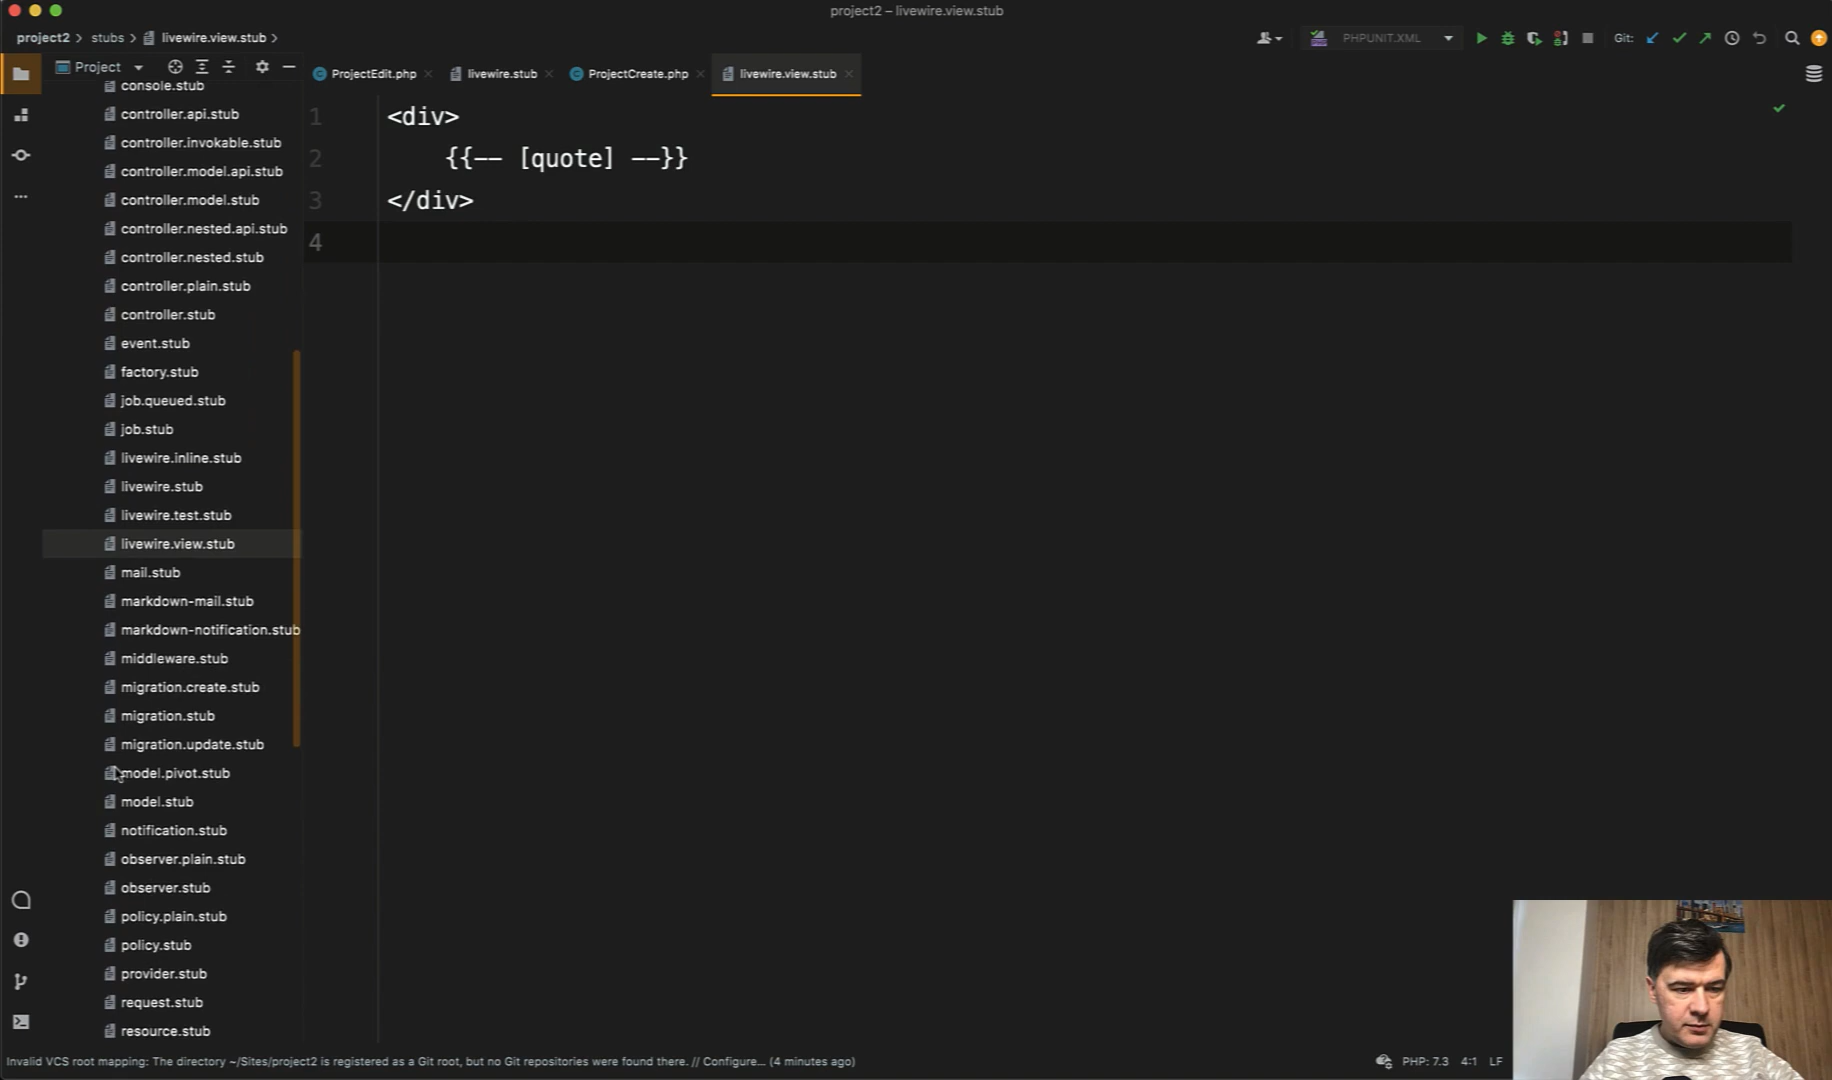 project2 – livewire.view.stub
project2 > stubs > livewire.view.stub >
PHPUNIT.XML
Git:
Project
ProjectEdit.php
livewire.stub
ProjectCreate.php
livewire.view.stub
console.stub
controller.api.stub
controller.invokable.stub
controller.model.api.stub
controller.model.stub
controller.nested.api.stub
controller.nested.stub
controller.plain.stub
controller.stub
event.stub
factory.stub
job.queued.stub
job.stub
livewire.inline.stub
livewire.stub
livewire.test.stub
livewire.view.stub
mail.stub
markdown-mail.stub
markdown-notification.stub
middleware.stub
migration.create.stub
migration.stub
migration.update.stub
model.pivot.stub
model.stub
notification.stub
observer.plain.stub
observer.stub
policy.plain.stub
policy.stub
provider.stub
request.stub
resource.stub
1 <div>
2 {{-- [quote] --}}
3 </div>
4
Invalid VCS root mapping: The directory ~/Sites/project2 is registered as a Git root, but no Git repositories were found there. // Configure... (4 minutes ago)
PHP: 7.3 4:1 LF